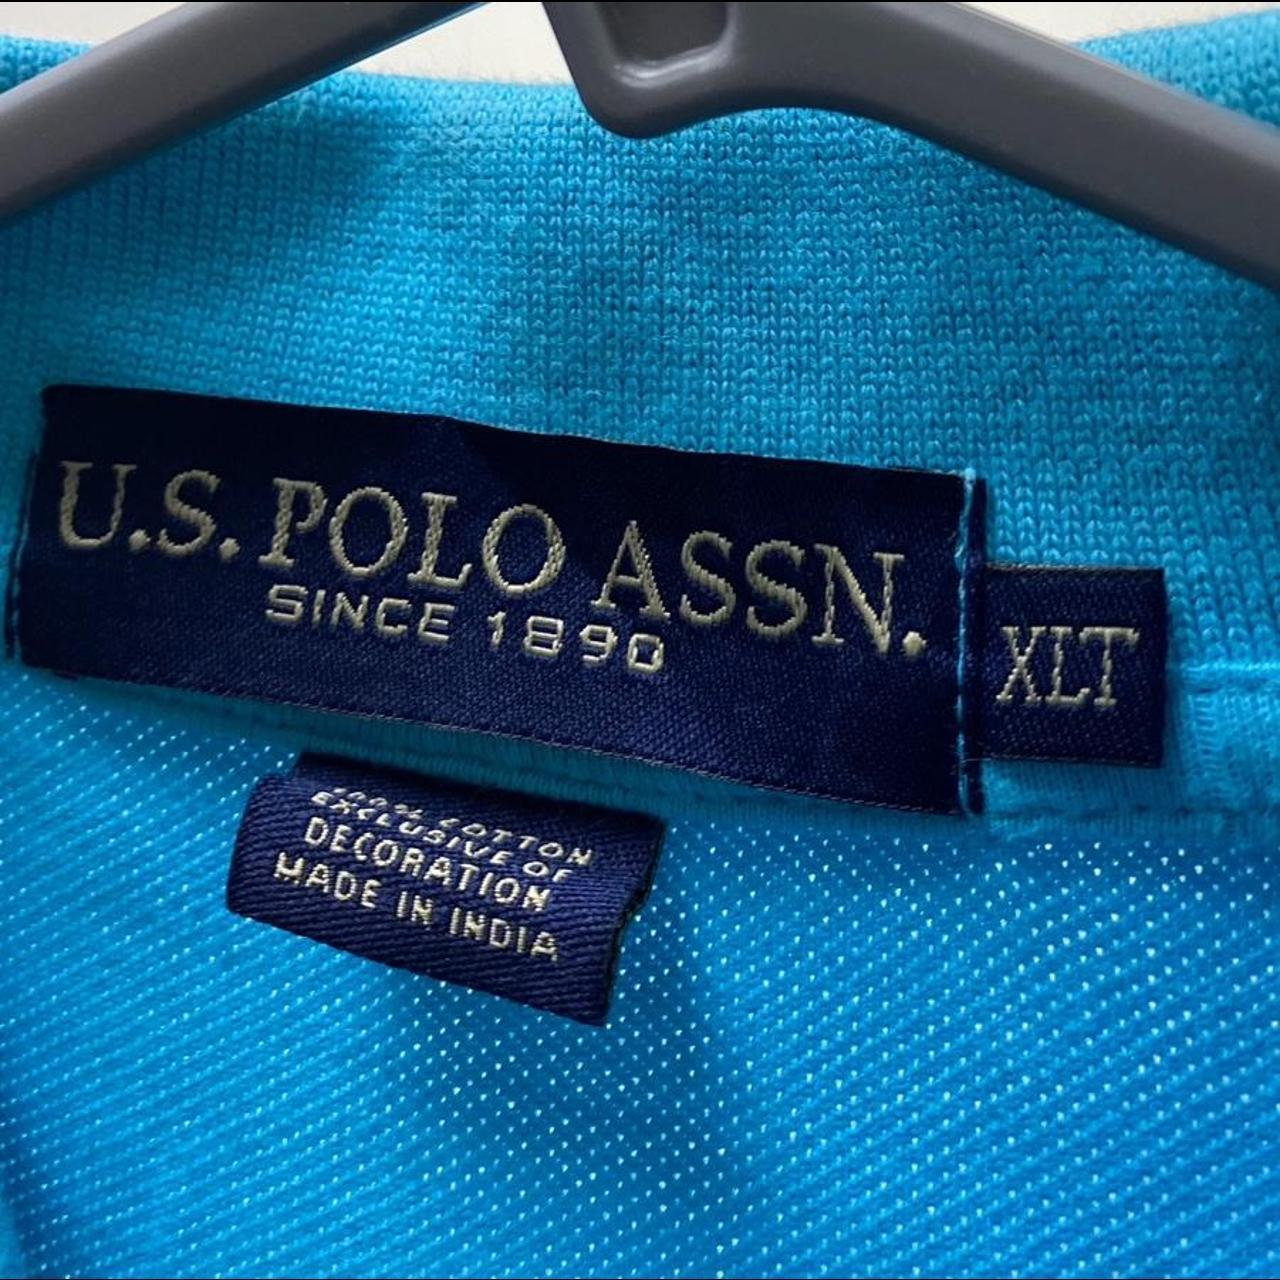 U.S. POLO ASSN.
SINCE 1890
XLT
100% COTTON
EXCLUSIVE OF
DECORATION
MADE IN INDIA